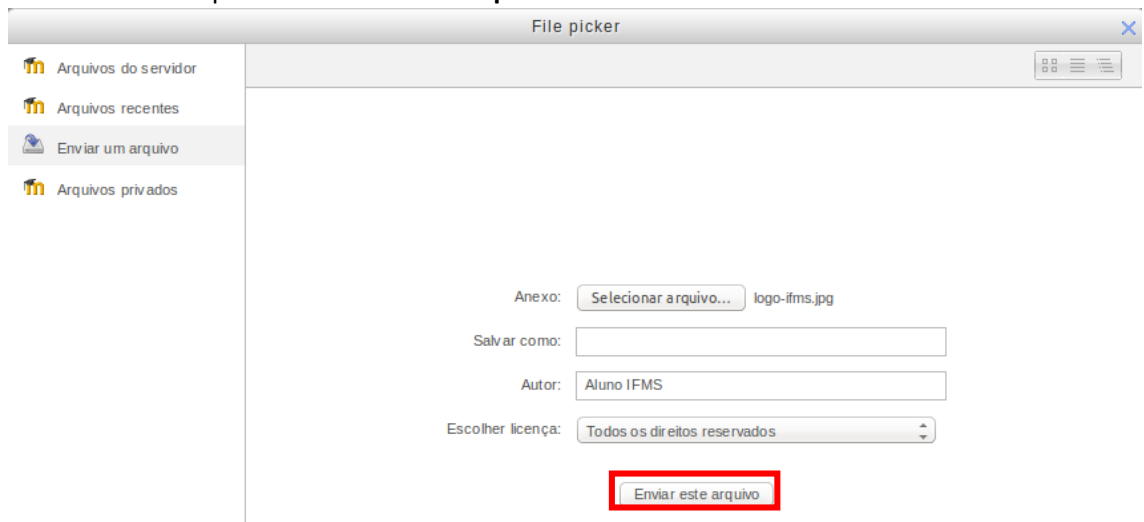 File picker
Arquivos do servidor
Arquivos recentes
Enviar um arquivo
Arquivos privados
Anexo: Selecionar arquivo... logo-ifms.jpg
Salvar como:
Autor: Aluno IFMS
Escolher licença: Todos os direitos reservados
Enviar este arquivo